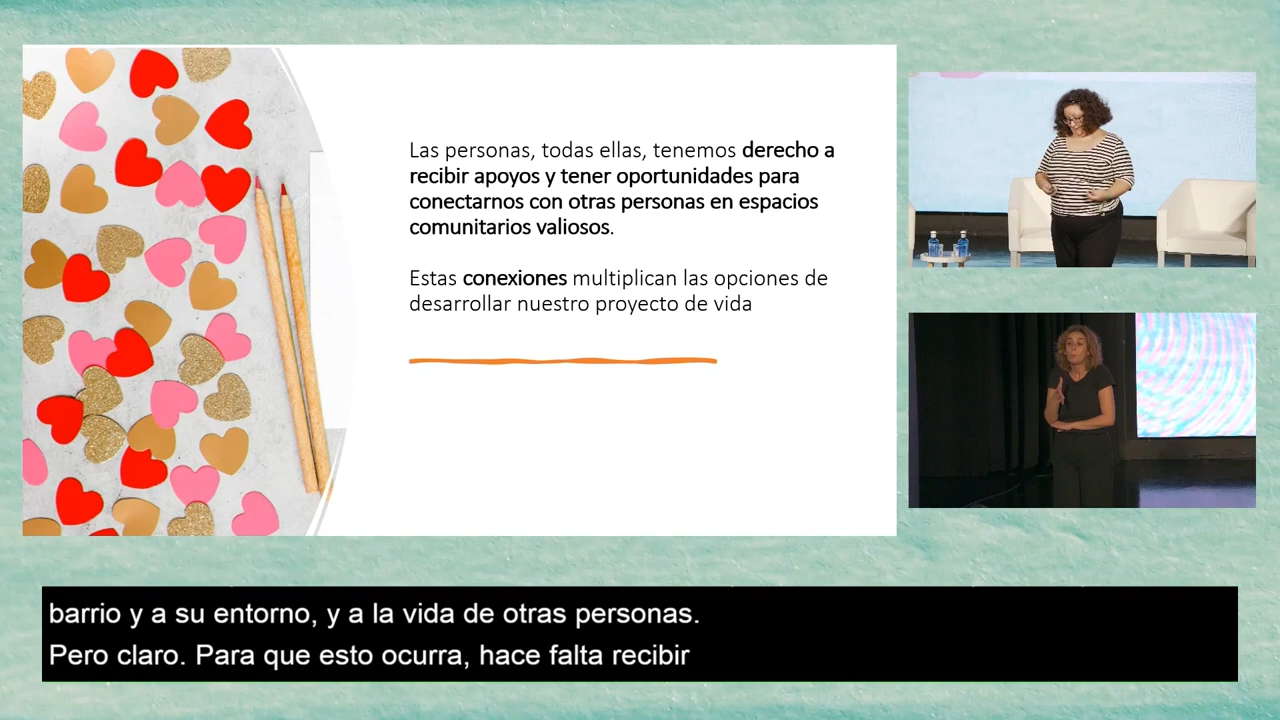 Las personas, todas ellas, tenemos derecho a
recibir apoyos y tener oportunidades para
conectarnos con otras personas en espacios
comunitarios valiosos.
Estas conexiones multiplican las opciones de
desarrollar nuestro proyecto de vida
barrio y a su entorno, y a la vida de otras personas.
Pero claro. Para que esto ocurra, hace falta recibir